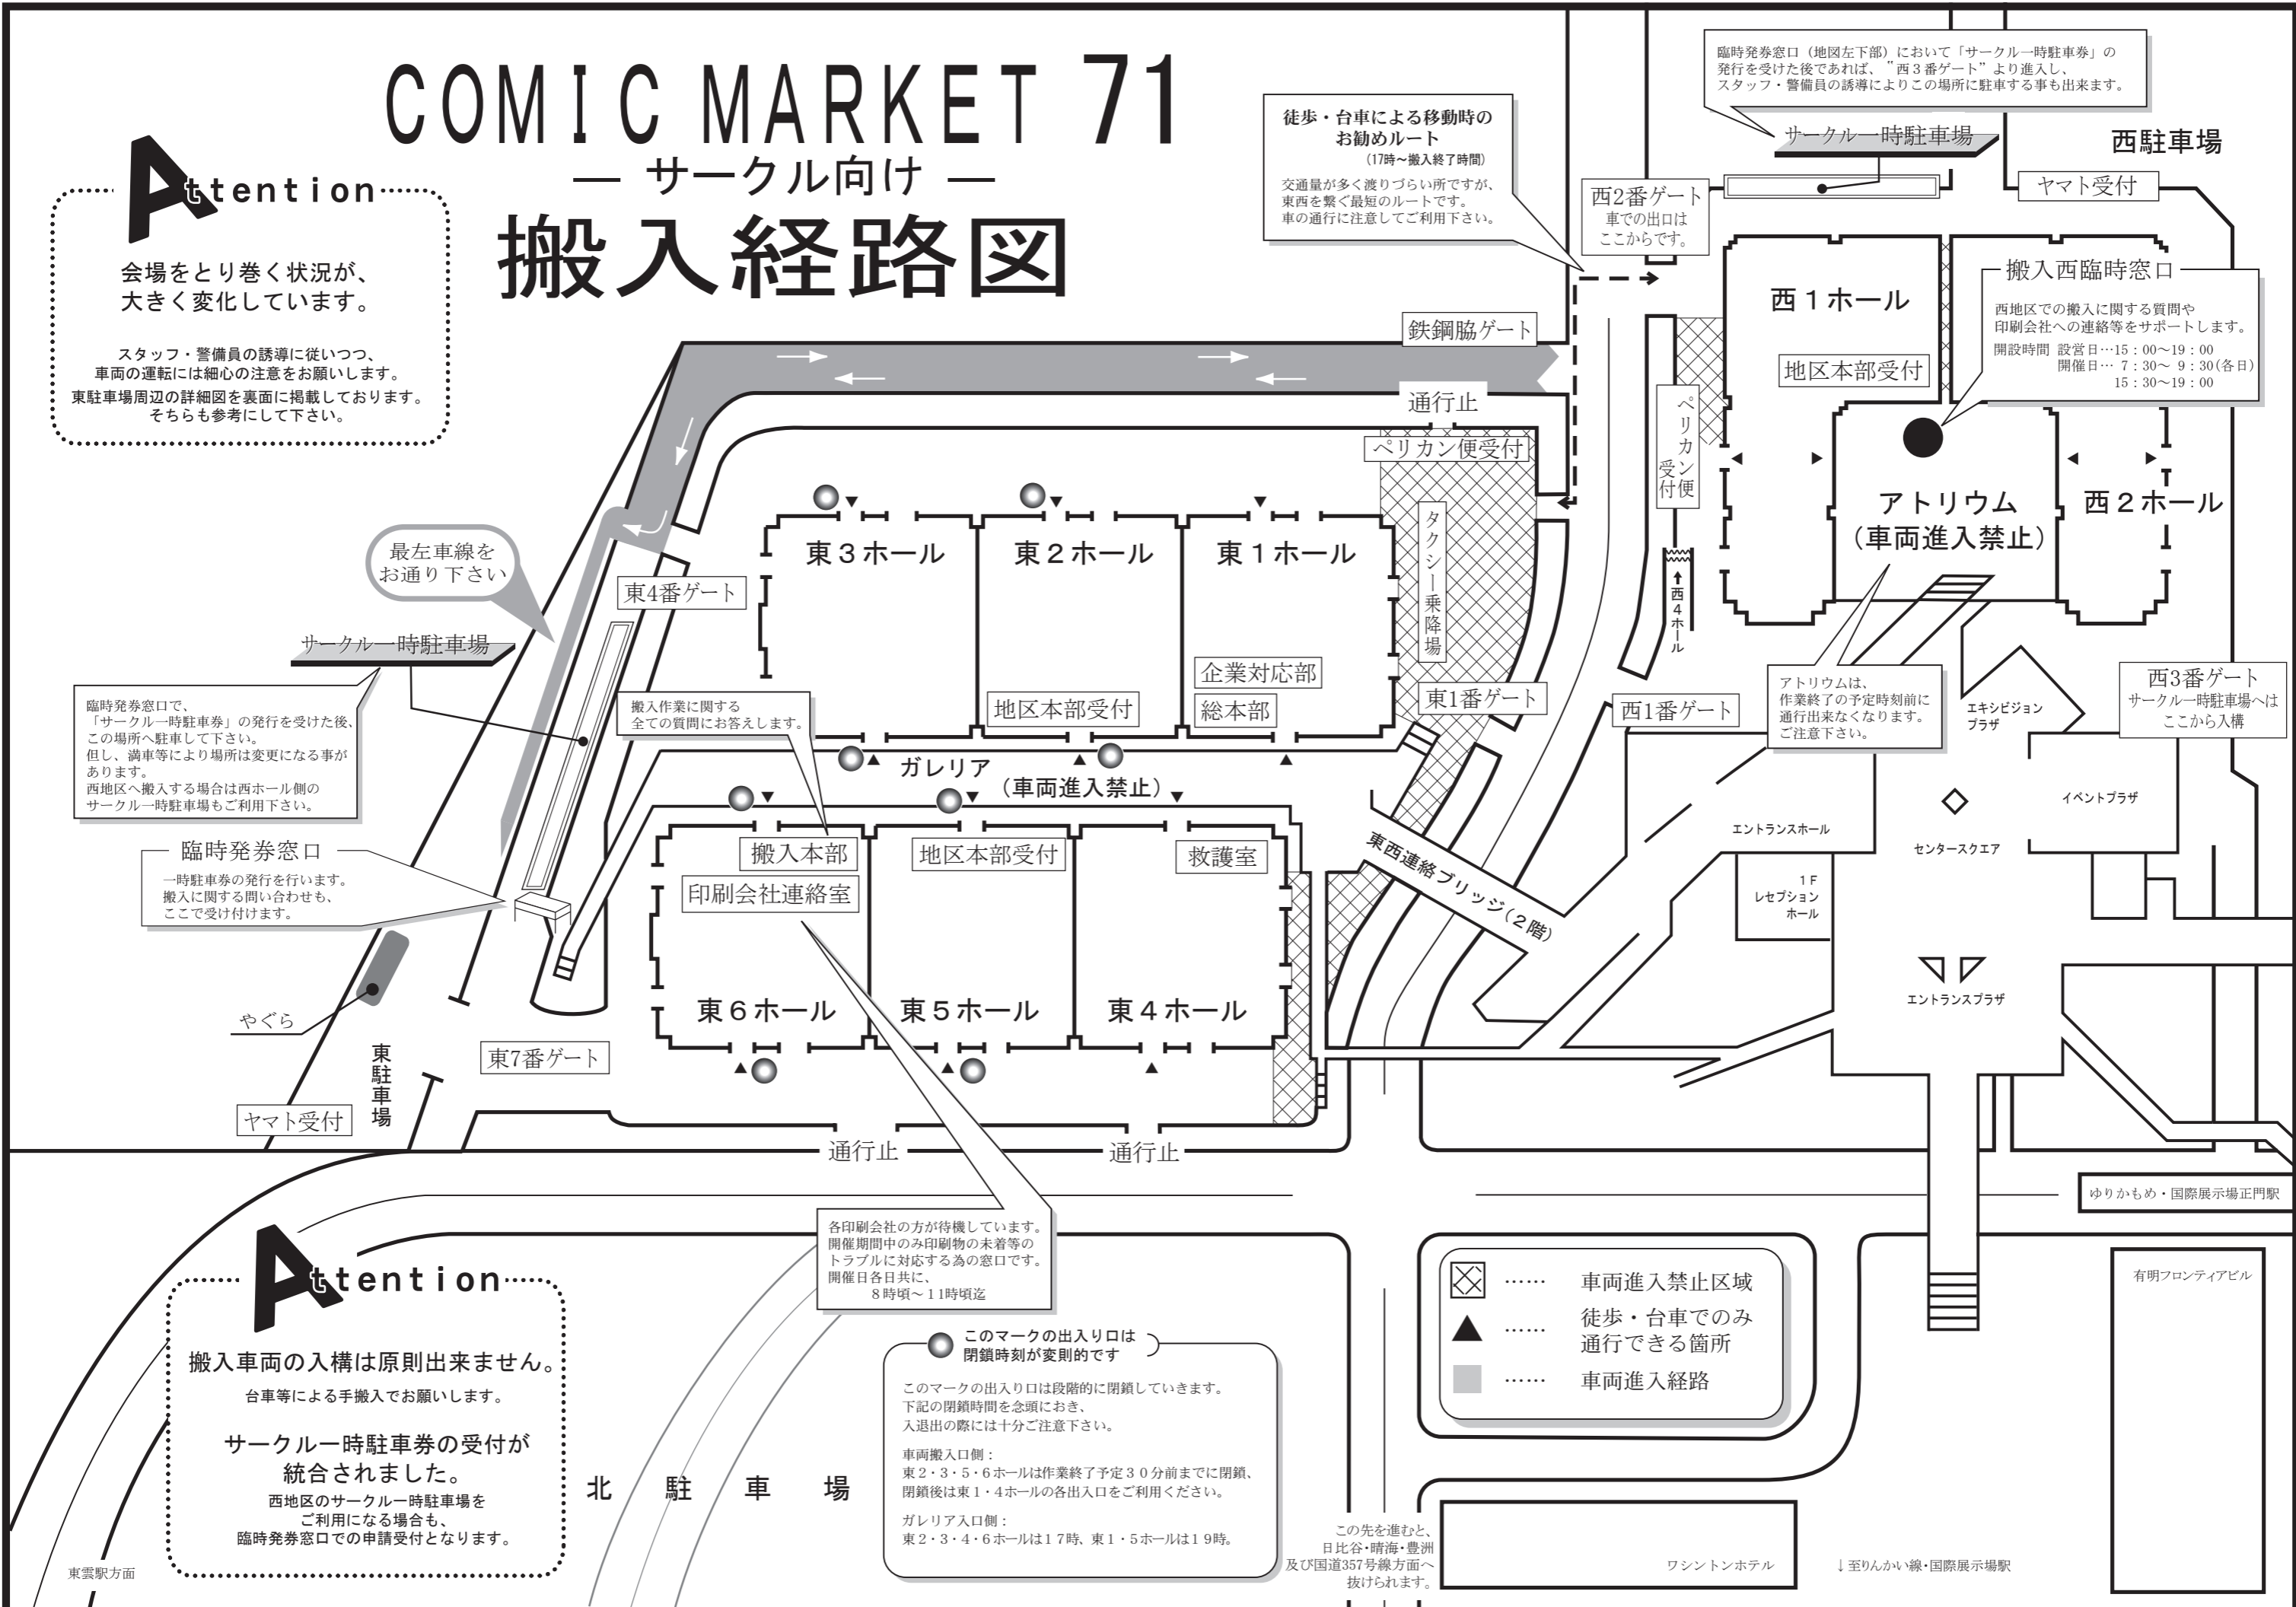 COMIC MARKET 71
― サークル向け ―
搬入経路図
Attention
会場をとり巻く状況が、
大きく変化しています。
スタッフ・警備員の誘導に従いつつ、
車両の運転には細心の注意をお願いします。
東駐車場周辺の詳細図を裏面に掲載しております。
そちらも参考にして下さい。
徒歩・台車による移動時の
お勧めルート
(17時～搬入終了時間)
交通量が多く渡りづらい所ですが、
東西を繋ぐ最短のルートです。
車の通行に注意してご利用下さい。
臨時発券窓口（地図左下部）において「サークル一時駐車券」の
発行を受けた後であれば、"西３番ゲート"より進入し、
スタッフ・警備員の誘導によりこの場所に駐車する事も出来ます。
サークル一時駐車場
西駐車場
ヤマト受付
西2番ゲート
車での出口は
ここからです。
搬入西臨時窓口
西地区での搬入に関する質問や
印刷会社への連絡等をサポートします。
開設時間 設営日…15：00～19：00
開催日… 7：30～ 9：30(各日)
15：30～19：00
西１ホール
地区本部受付
鉄鋼脇ゲート
通行止
ペリカン便受付
ペリカン便
受付
アトリウム
（車両進入禁止）
西２ホール
タクシー乗降場
↑西４ホール
東３ホール
東２ホール
東１ホール
最左車線を
お通り下さい
東4番ゲート
サークル一時駐車場
臨時発券窓口で、
「サークル一時駐車券」の発行を受けた後、
この場所へ駐車して下さい。
但し、満車等により場所は変更になる事が
あります。
西地区へ搬入する場合は西ホール側の
サークル一時駐車場もご利用下さい。
搬入作業に関する
全ての質問にお答えします。
地区本部受付
企業対応部
総本部
東1番ゲート
西1番ゲート
アトリウムは、
作業終了の予定時刻前に
通行出来なくなります。
ご注意下さい。
エキシビジョン
プラザ
西3番ゲート
サークル一時駐車場へは
ここから入構
ガレリア
（車両進入禁止）
イベントプラザ
エントランスホール
センタースクエア
１Ｆ
レセプション
ホール
エントランスプラザ
東西連絡ブリッジ（２階）
臨時発券窓口
一時駐車券の発行を行います。
搬入に関する問い合わせも、
ここで受け付けます。
搬入本部
印刷会社連絡室
地区本部受付
救護室
東６ホール
東５ホール
東４ホール
やぐら
東駐車場
東7番ゲート
ヤマト受付
通行止
通行止
ゆりかもめ・国際展示場正門駅
各印刷会社の方が待機しています。
開催期間中のみ印刷物の未着等の
トラブルに対応する為の窓口です。
開催日各日共に、
８時頃～１１時頃迄
Attention
搬入車両の入構は原則出来ません。
台車等による手搬入でお願いします。
サークル一時駐車券の受付が
統合されました。
西地区のサークル一時駐車場を
ご利用になる場合も、
臨時発券窓口での申請受付となります。
東雲駅方面
北駐車場
このマークの出入り口は
閉鎖時刻が変則的です
このマークの出入り口は段階的に閉鎖していきます。
下記の閉鎖時間を念頭におき、
入退出の際には十分ご注意下さい。
車両搬入口側：
東２・３・５・６ホールは作業終了予定３０分前までに閉鎖、
閉鎖後は東１・４ホールの各出入口をご利用ください。
ガレリア入口側：
東２・３・４・６ホールは１７時、東１・５ホールは１９時。
…… 車両進入禁止区域
…… 徒歩・台車でのみ
通行できる箇所
…… 車両進入経路
有明フロンティアビル
この先を進むと、
日比谷・晴海・豊洲
及び国道357号線方面へ
抜けられます。
ワシントンホテル
↓至りんかい線・国際展示場駅